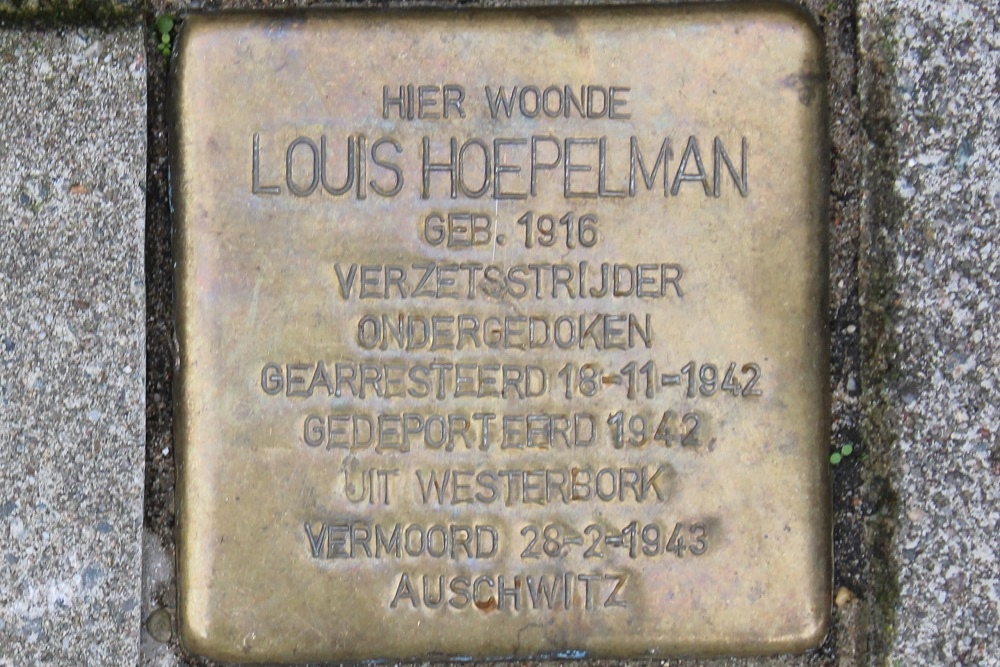 HIER WOONDE
LOUIS HOEPELMAN
GEB. 1916
VERZETSSTRIJDER
ONDERGEDOKEN
GEARRESTEERD 18-11-1942
GEDEPORTEERD 1942
UIT WESTERBORK
VERMOORD 28-2-1943
AUSCHWITZ